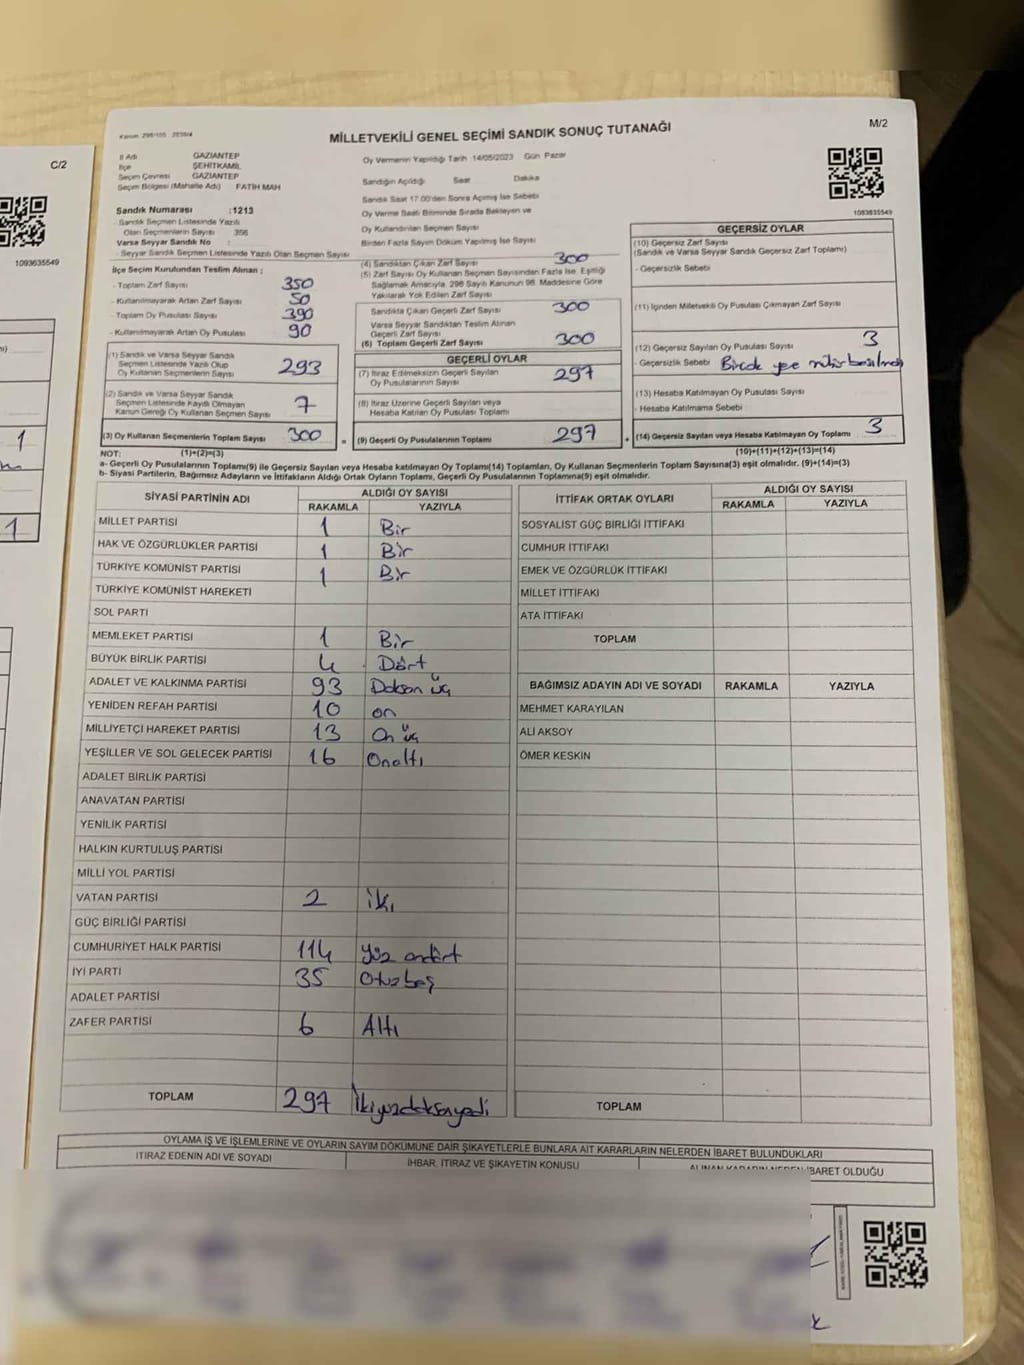 C/2
1093635549
1
1
Kanun 298/105 2839/4
MİLLETVEKİLİ GENEL SEÇİMİ SANDIK SONUÇ TUTANAĞI
M/2
1083635549
İl Adı GAZİANTEP
İlçe ŞEHİTKAMİL
Seçim Çevresi GAZİANTEP
Seçim Bölgesi (Mahalle Adı) FATİH MAH
Sandık Numarası :1213
Sandık Seçmen Listesinde Yazılı
Olan Seçmenlerin Sayısı 356
Varsa Seyyar Sandık No :
Seyyar Sandık Seçmen Listesinde Yazılı Olan Seçmen Sayısı
Oy Vermenin Yapıldığı Tarih 14/05/2023 Gün Pazar
Sandığın Açıldığı Saat Dakika
Sandık Saat 17.00'den Sonra Açılmış İse Sebebi
Oy Verme Saati Bitiminde Sırada Bekleyen ve
Oy Kullandırılan Seçmen Sayısı
Birden Fazla Sayım Döküm Yapılmış İse Sayısı
İlçe Seçim Kurulundan Teslim Alınan ;
- Toplam Zarf Sayısı 350
- Kullanılmayarak Artan Zarf Sayısı 50
- Toplam Oy Pusulası Sayısı 390
- Kullanılmayarak Artan Oy Pusulası 90
(1) Sandık ve Varsa Seyyar Sandık
Seçmen Listesinde Yazılı Olup
Oy Kullanan Seçmenlerin Sayısı 293
(2) Sandık ve Varsa Seyyar Sandık
Seçmen Listesinde Kayıtlı Olmayan
Kanun Gereği Oy Kullanan Seçmen Sayısı 7
(3) Oy Kullanan Seçmenlerin Toplam Sayısı 300 =
(4) Sandıktan Çıkan Zarf Sayısı 300
(5) Zarf Sayısı Oy Kullanan Seçmen Sayısından Fazla İse, Eşitliği
Sağlamak Amacıyla, 298 Sayılı Kanunun 98. Maddesine Göre
Yakılarak Yok Edilen Zarf Sayısı
Sandıkta Çıkan Geçerli Zarf Sayısı 300
Varsa Seyyar Sandıktan Teslim Alınan
Geçerli Zarf Sayısı
(6) Toplam Geçerli Zarf Sayısı 300
GEÇERLİ OYLAR
(7) İtiraz Edilmeksizin Geçerli Sayılan
Oy Pusulalarının Sayısı 297
(8) İtiraz Üzerine Geçerli Sayılan veya
Hesaba Katılan Oy Pusulası Toplamı
(9) Geçerli Oy Pusulalarının Toplamı 297 +
GEÇERSİZ OYLAR
(10) Geçersiz Zarf Sayısı
(Sandık ve Varsa Seyyar Sandık Geçersiz Zarf Toplamı)
- Geçersizlik Sebebi
(11) İçinden Milletvekili Oy Pusulası Çıkmayan Zarf Sayısı
(12) Geçersiz Sayılan Oy Pusulası Sayısı 3
- Geçersizlik Sebebi
(13) Hesaba Katılmayan Oy Pusulası Sayısı
- Hesaba Katılmama Sebebi
(14) Geçersiz Sayılan veya Hesaba Katılmayan Oy Toplamı 3
NOT: (1)+(2)=(3)
(10)+(11)+(12)+(13)=(14)
a- Geçerli Oy Pusulalarının Toplamı(9) ile Geçersiz Sayılan veya Hesaba katılmayan Oy Toplamı(14) Toplamları, Oy Kullanan Seçmenlerin Toplam Sayısına(3) eşit olmalıdır. (9)+(14)=(3)
b- Siyasi Partilerin, Bağımsız Adayların ve İttifakların Aldığı Ortak Oyların Toplamı, Geçerli Oy Pusulalarının Toplamına(9) eşit olmalıdır.
SİYASİ PARTİNİN ADI ALDIĞI OY SAYISI
RAKAMLA YAZIYLA
MİLLET PARTİSİ 1 Bir
HAK VE ÖZGÜRLÜKLER PARTİSİ 1 Bir
TÜRKİYE KOMÜNİST PARTİSİ 1 Bir
TÜRKİYE KOMÜNİST HAREKETİ
SOL PARTİ
MEMLEKET PARTİSİ 1 Bir
BÜYÜK BİRLİK PARTİSİ 4 Dört
ADALET VE KALKINMA PARTİSİ 93 Doksan üç
YENİDEN REFAH PARTİSİ 10 on
MİLLİYETÇİ HAREKET PARTİSİ 13 On üç
YEŞİLLER VE SOL GELECEK PARTİSİ 16 Onaltı
ADALET BİRLİK PARTİSİ
ANAVATAN PARTİSİ
YENİLİK PARTİSİ
HALKIN KURTULUŞ PARTİSİ
MİLLİ YOL PARTİSİ
VATAN PARTİSİ 2 iki
GÜÇ BİRLİĞİ PARTİSİ
CUMHURİYET HALK PARTİSİ 114 yüz ondört
İYİ PARTİ 35 Otuzbeş
ADALET PARTİSİ
ZAFER PARTİSİ 6 Altı
TOPLAM 297 ikiyüzdoksanyedi
İTTİFAK ORTAK OYLARI ALDIĞI OY SAYISI
RAKAMLA YAZIYLA
SOSYALİST GÜÇ BİRLİĞİ İTTİFAKI
CUMHUR İTTİFAKI
EMEK VE ÖZGÜRLÜK İTTİFAKI
MİLLET İTTİFAKI
ATA İTTİFAKI
TOPLAM
BAĞIMSIZ ADAYIN ADI VE SOYADI RAKAMLA YAZIYLA
MEHMET KARAYILAN
ALİ AKSOY
ÖMER KESKİN
TOPLAM
OYLAMA İŞ VE İŞLEMLERİNE VE OYLARIN SAYIM DÖKÜMÜNE DAİR ŞİKAYETLERLE BUNLARA AİT KARARLARIN NELERDEN İBARET BULUNDUKLARI
İTİRAZ EDENİN ADI VE SOYADI İHBAR, İTİRAZ VE ŞİKAYETİN KONUSU ALINAN KARARIN NEDEN İBARET OLDUĞU